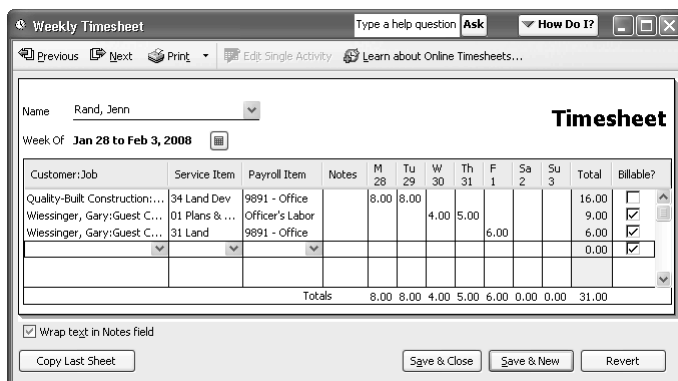 Weekly Timesheet Type a help question Ask How Do I?
Previous Next Print Edit Single Activity Learn about Online Timesheets...
Name Rand, Jenn
Timesheet
Week Of Jan 28 to Feb 3, 2008
Customer:Job Service Item Payroll Item Notes M 28 Tu 29 W 30 Th 31 F 1 Sa 2 Su 3 Total Billable?
Quality-Built Construction:... 34 Land Dev 9891 - Office 8.00 8.00 16.00
Wiessinger, Gary:Guest C... 01 Plans & ... Officer's Labor 4.00 5.00 9.00
Wiessinger, Gary:Guest C... 31 Land 9891 - Office 6.00 6.00
0.00
Totals 8.00 8.00 4.00 5.00 6.00 0.00 0.00 31.00
Wrap text in Notes field
Copy Last Sheet Save & Close Save & New Revert